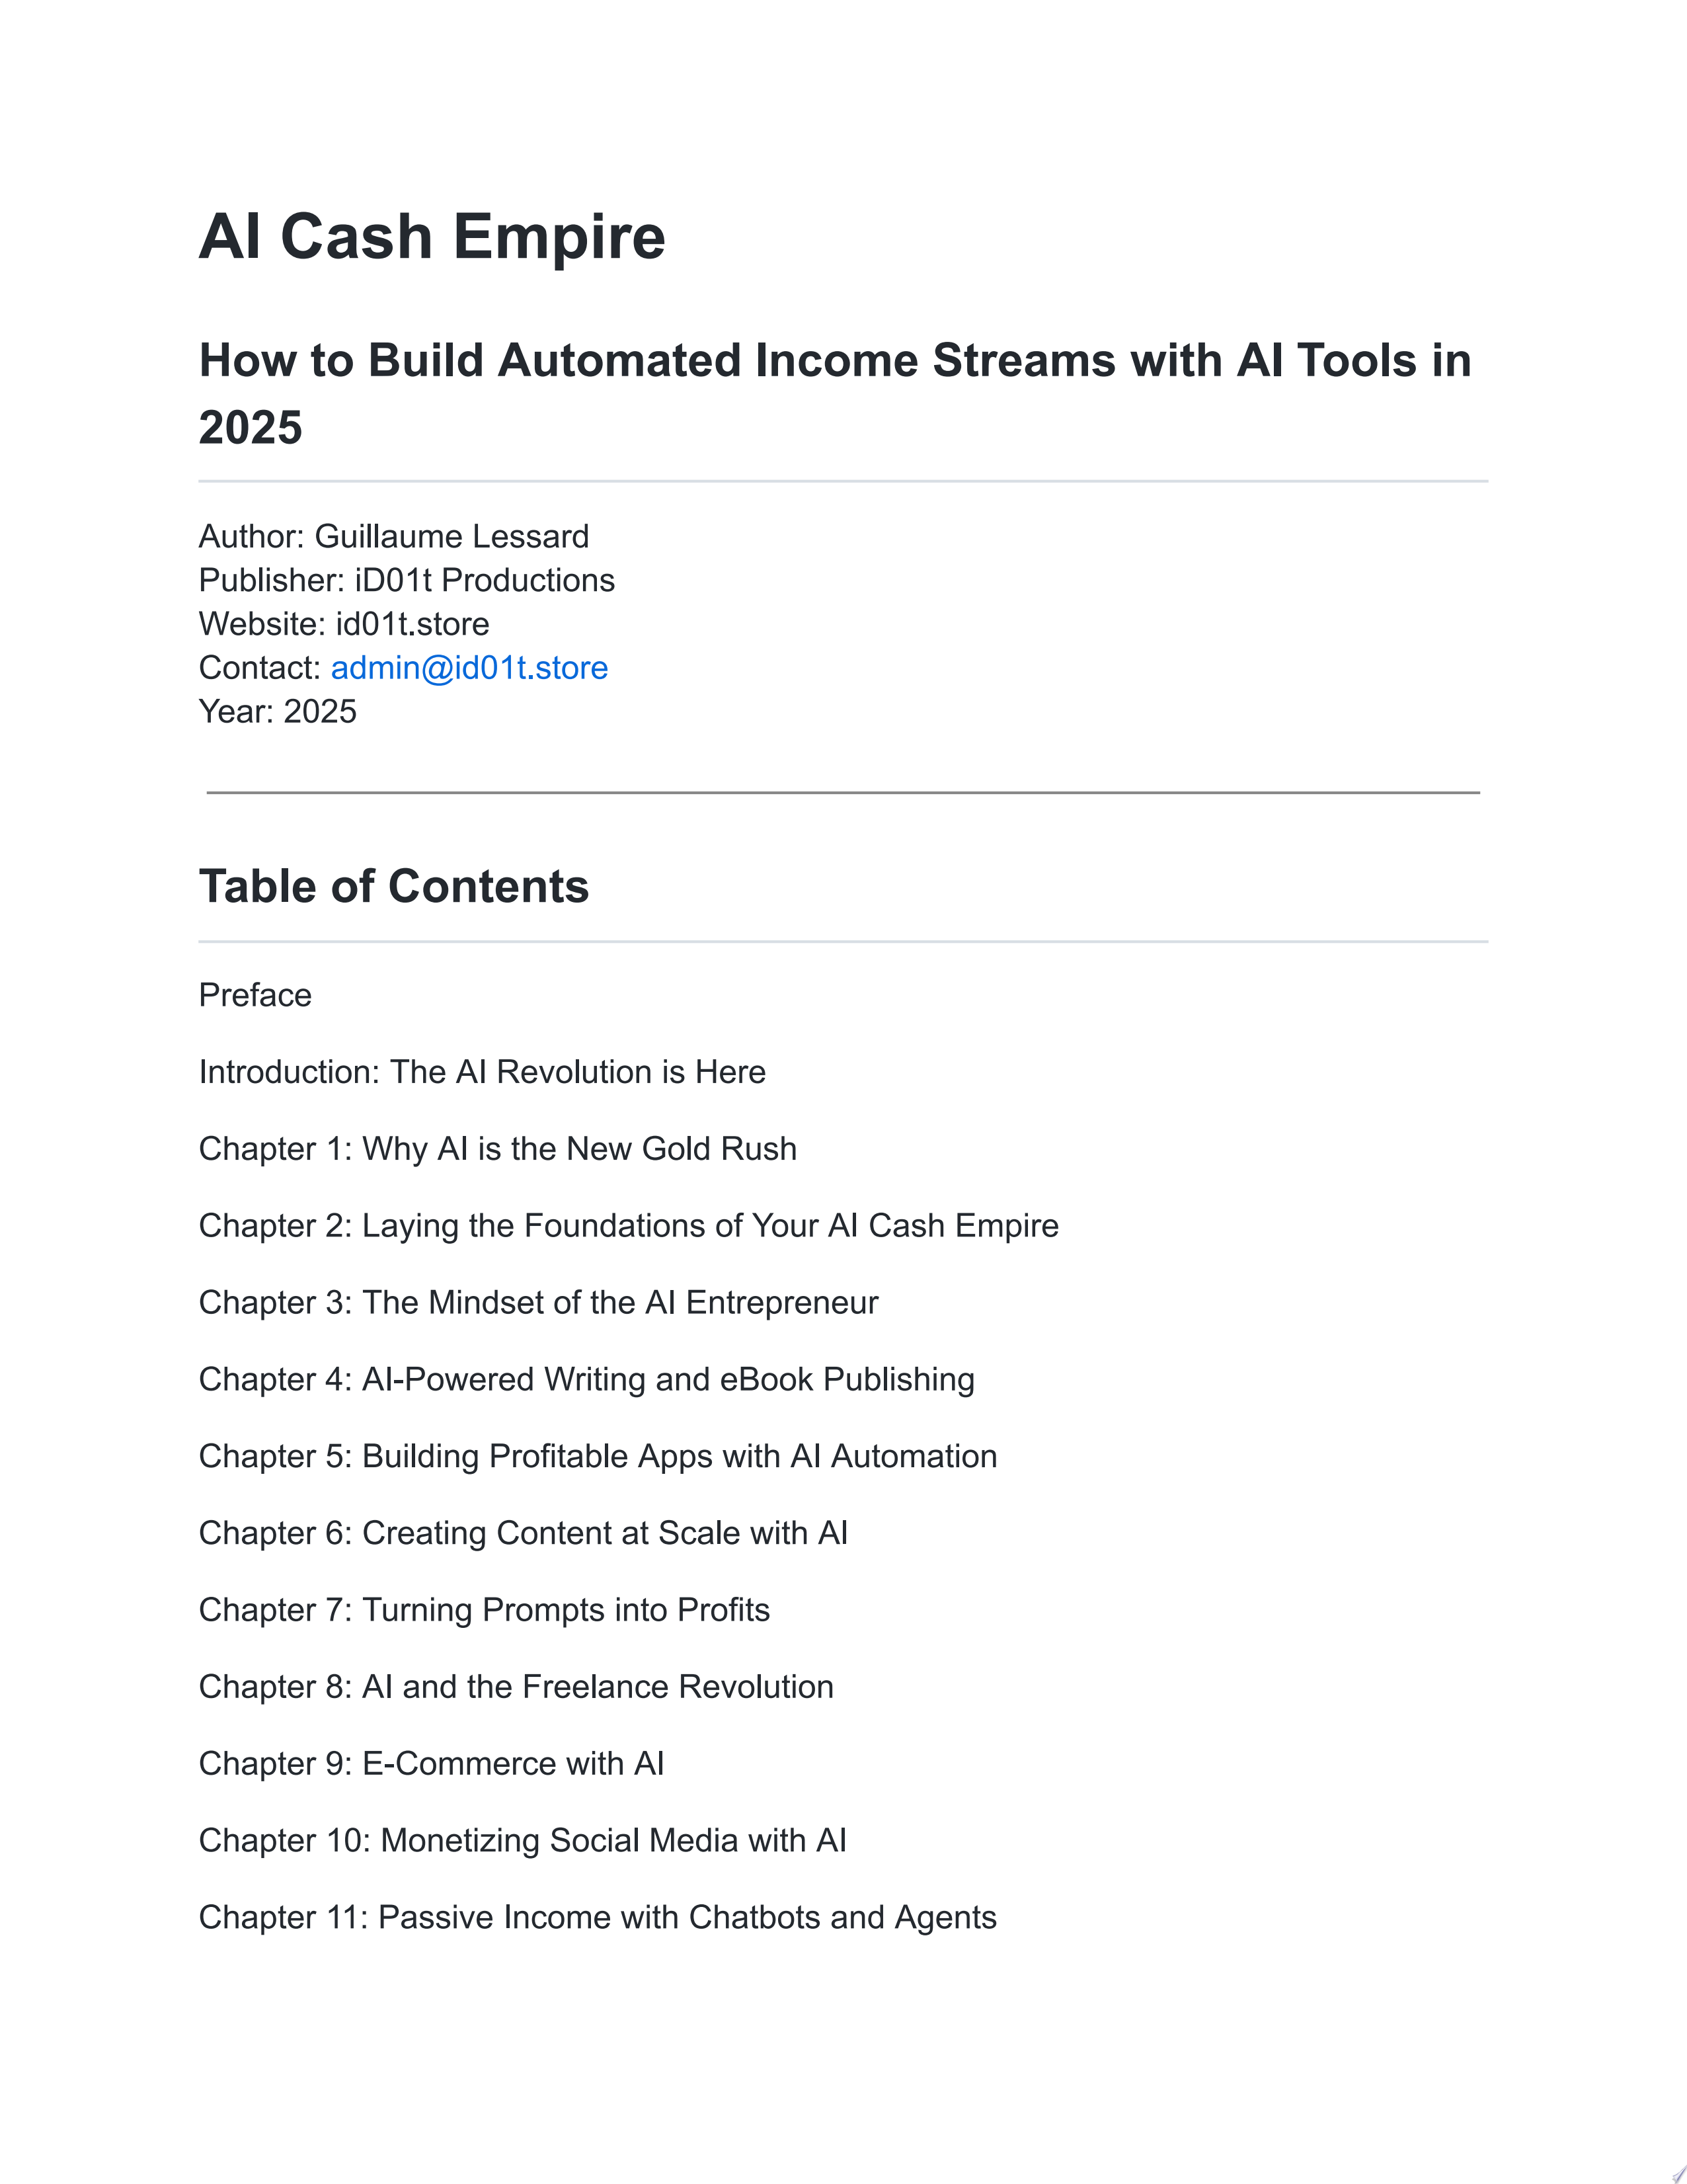 AI Cash Empire
How to Build Automated Income Streams with AI Tools in
2025
Author: Guillaume Lessard
Publisher: iD01t Productions
Website: id01t.store
Contact: admin@id01t.store
Year: 2025
Table of Contents
Preface
Introduction: The AI Revolution is Here
Chapter 1: Why AI is the New Gold Rush
Chapter 2: Laying the Foundations of Your AI Cash Empire
Chapter 3: The Mindset of the AI Entrepreneur
Chapter 4: AI-Powered Writing and eBook Publishing
Chapter 5: Building Profitable Apps with AI Automation
Chapter 6: Creating Content at Scale with AI
Chapter 7: Turning Prompts into Profits
Chapter 8: AI and the Freelance Revolution
Chapter 9: E-Commerce with AI
Chapter 10: Monetizing Social Media with AI
Chapter 11: Passive Income with Chatbots and Agents